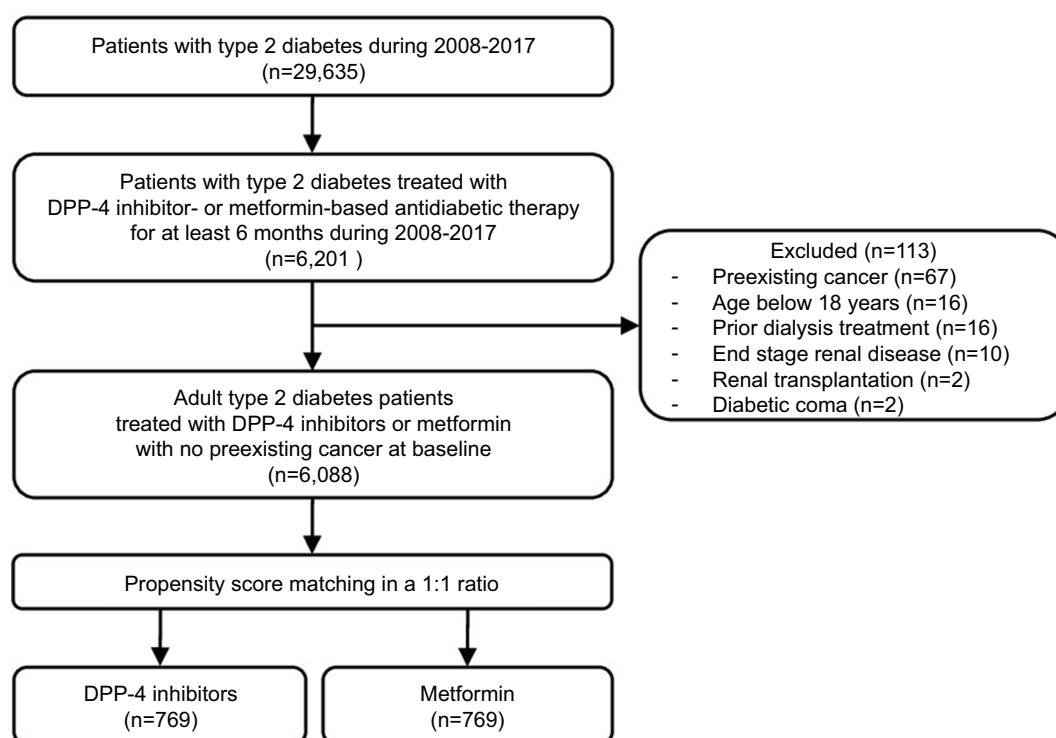 Patients with type 2 diabetes during 2008-2017
(n=29,635)
Patients with type 2 diabetes treated with
DPP-4 inhibitor- or metformin-based antidiabetic therapy
for at least 6 months during 2008-2017
(n=6,201 )
Excluded (n=113)
- Preexisting cancer (n=67)
- Age below 18 years (n=16)
- Prior dialysis treatment (n=16)
- End stage renal disease (n=10)
- Renal transplantation (n=2)
- Diabetic coma (n=2)
Adult type 2 diabetes patients
treated with DPP-4 inhibitors or metformin
with no preexisting cancer at baseline
(n=6,088)
Propensity score matching in a 1:1 ratio
DPP-4 inhibitors
(n=769)
Metformin
(n=769)